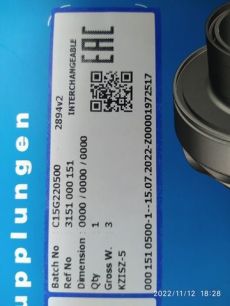 upplungen
Batch No : C15G220500
Ref No : 3151 000 151
Dimension : 0000 / 0000 / 0000
Qty : 1
Gross W. : 3
KZISZ-5
2894v2
INTERCHANGEABLE
EAC
000 151 0500-1--15.07.2022-Z00001972517
2022/11/12 18:28